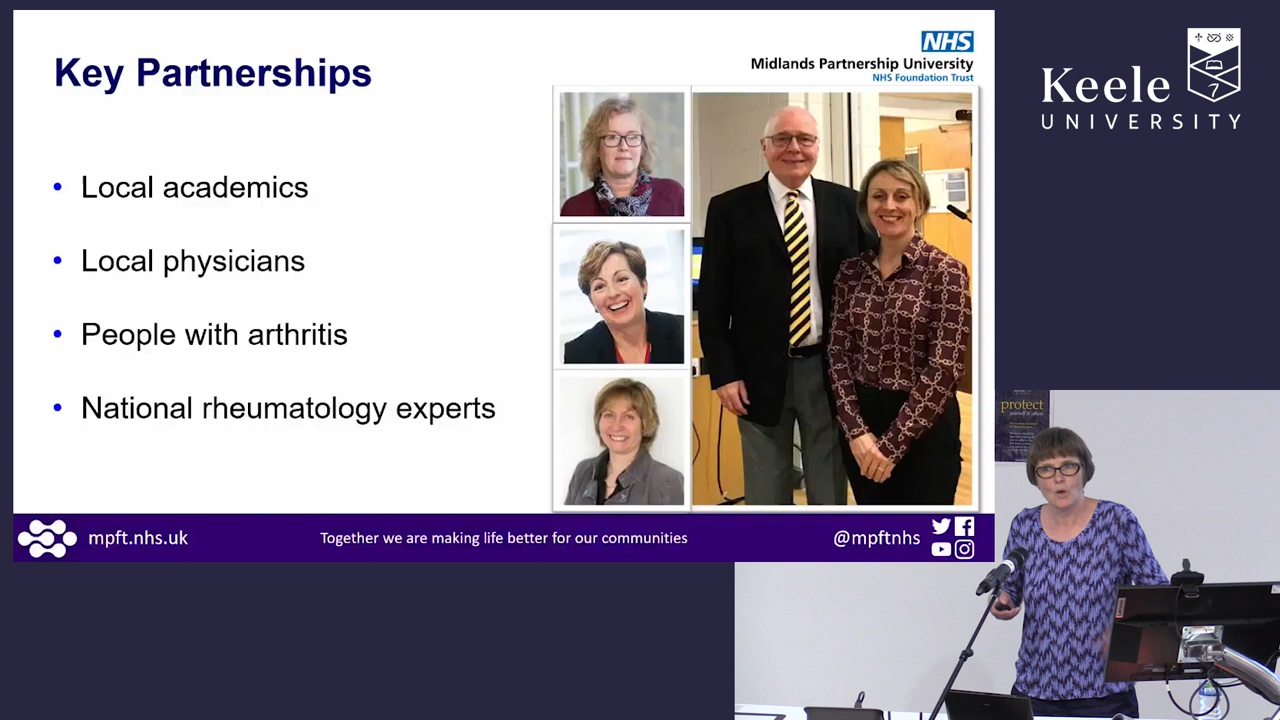 Key Partnerships
NHS
Midlands Partnership University
NHS Foundation Trust
• Local academics
• Local physicians
• People with arthritis
• National rheumatology experts
mpft.nhs.uk
Together we are making life better for our communities
@mpftnhs
Keele
UNIVERSITY
protect